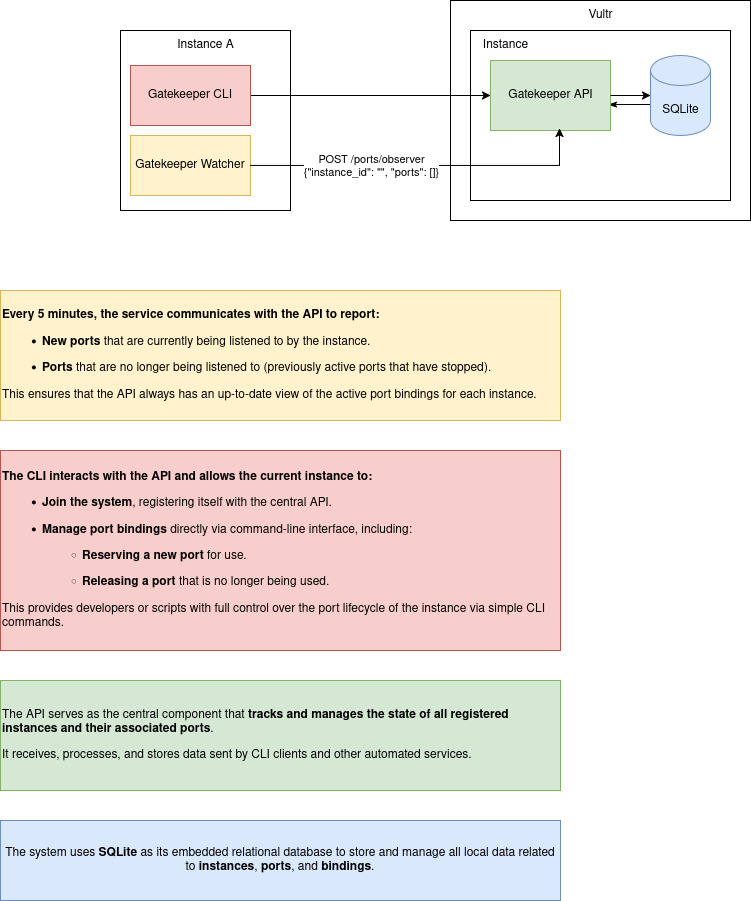 Vultr
Instance A
Instance
Gatekeeper CLI
Gatekeeper API
SQLite
Gatekeeper Watcher
POST /ports/observer
{"instance_id": "", "ports": []}
Every 5 minutes, the service communicates with the API to report:
• New ports that are currently being listened to by the instance.
• Ports that are no longer being listened to (previously active ports that have stopped).
This ensures that the API always has an up-to-date view of the active port bindings for each instance.
The CLI interacts with the API and allows the current instance to:
• Join the system, registering itself with the central API.
• Manage port bindings directly via command-line interface, including:
○ Reserving a new port for use.
○ Releasing a port that is no longer being used.
This provides developers or scripts with full control over the port lifecycle of the instance via simple CLI
commands.
The API serves as the central component that tracks and manages the state of all registered
instances and their associated ports.
It receives, processes, and stores data sent by CLI clients and other automated services.
The system uses SQLite as its embedded relational database to store and manage all local data related
to instances, ports, and bindings.